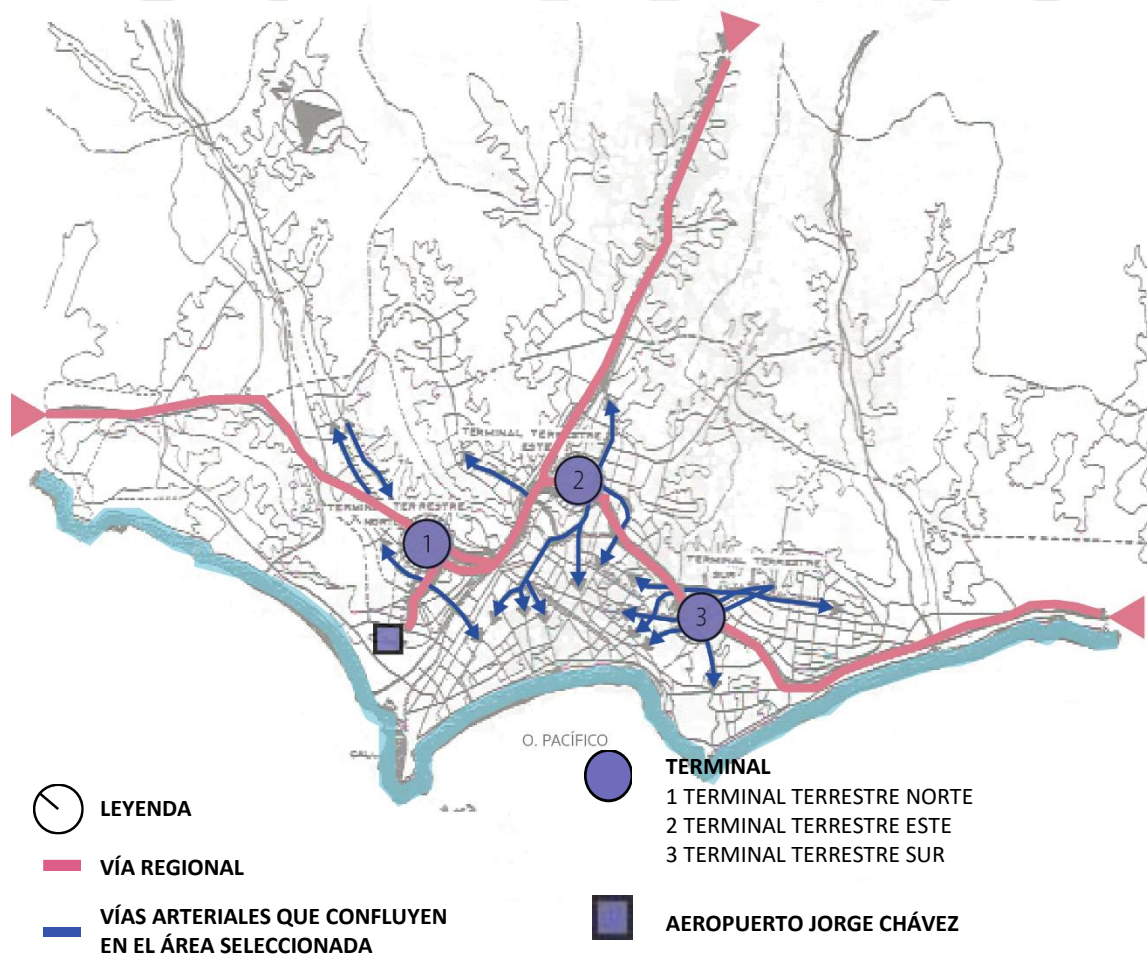 N
TERMINAL TERRESTRE
ESTE
TERMINAL TERRESTRE
NORTE
1
2
TERMINAL TERRESTRE
SUR
3
O. PACÍFICO
LEYENDA
VÍA REGIONAL
VÍAS ARTERIALES QUE CONFLUYEN
EN EL ÁREA SELECCIONADA
TERMINAL
1 TERMINAL TERRESTRE NORTE
2 TERMINAL TERRESTRE ESTE
3 TERMINAL TERRESTRE SUR
AEROPUERTO JORGE CHÁVEZ